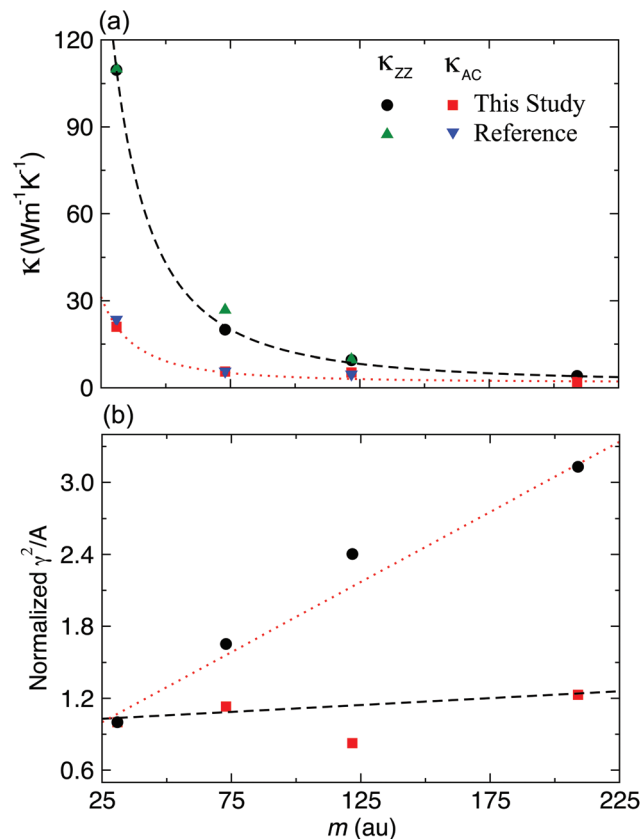 (a)
120
90
60
30
0
κ (Wm⁻¹K⁻¹)
κ_ZZ κ_AC
This Study
Reference
(b)
3.0
2.4
1.8
1.2
0.6
Normalized γ²/A
25 75 125 175 225
m (au)